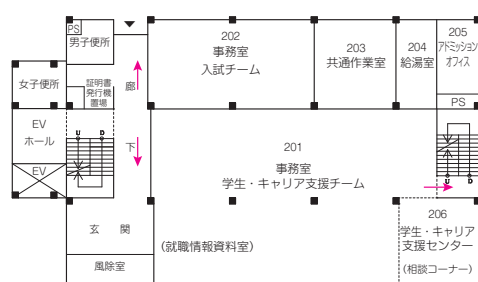 PS
男子便所
女子便所
証明書
発行機
置場
廊
下
202
事務室
入試チーム
203
共通作業室
204
給湯室
205
アドミッション
オフィス
PS
EV
ホール
EV
U
D
201
事務室
学生・キャリア支援チーム
U
D
玄 関
風除室
(就職情報資料室)
206
学生・キャリア
支援センター
(相談コーナー)